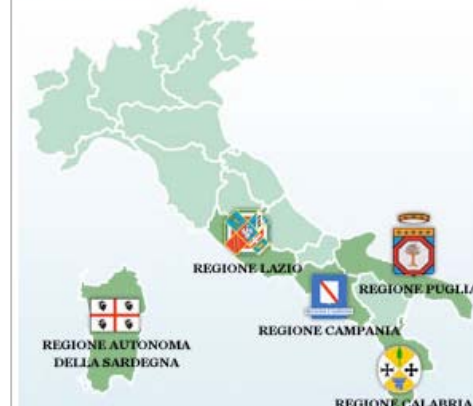 REGIONE LAZIO
REGIONE PUGLIA
REGIONE CAMPANIA
REGIONE AUTONOMA
DELLA SARDEGNA
REGIONE CALABRIA